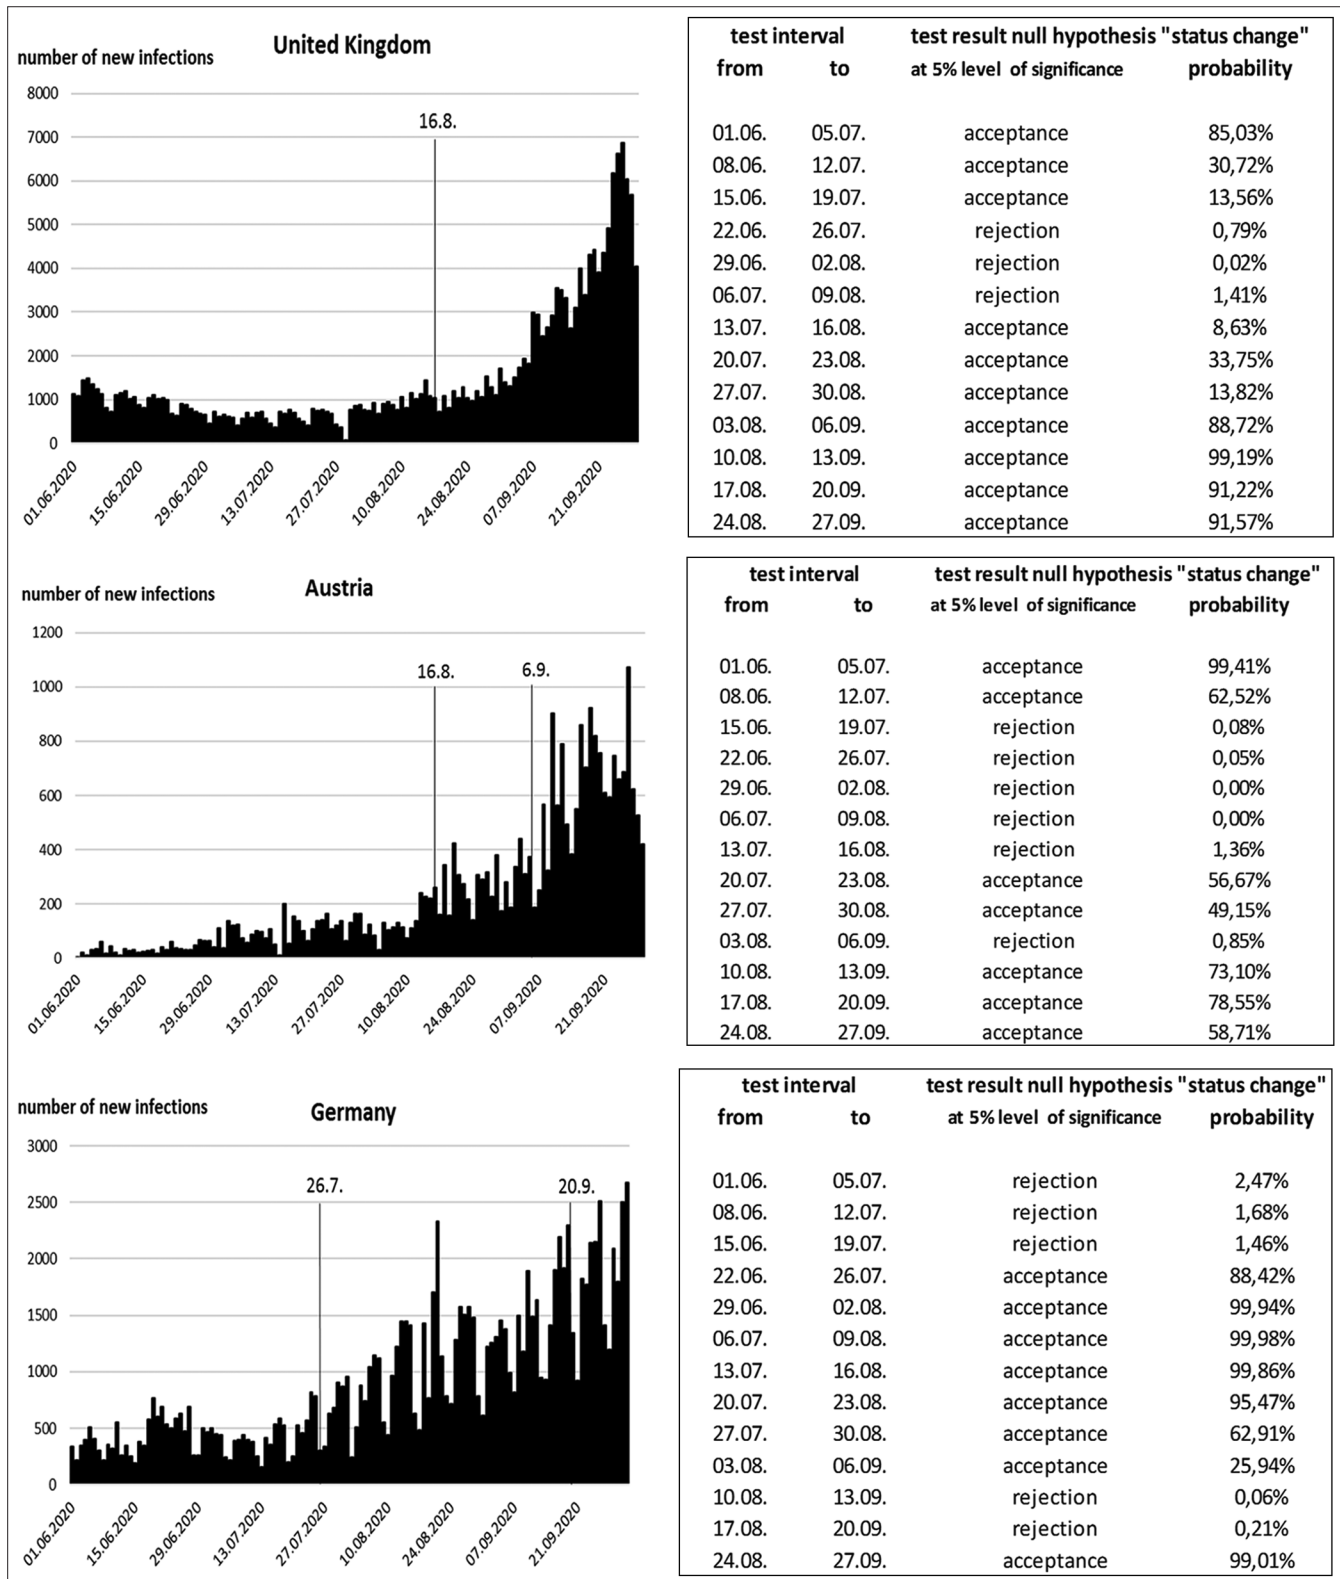 United Kingdom
number of new infections
8000
7000
6000
5000
4000
3000
2000
1000
0
16.8.
01.06.2020
15.06.2020
29.06.2020
13.07.2020
27.07.2020
10.08.2020
24.08.2020
07.09.2020
21.09.2020
test interval test result null hypothesis "status change"
from to at 5% level of significance probability
01.06. 05.07. acceptance 85,03%
08.06. 12.07. acceptance 30,72%
15.06. 19.07. acceptance 13,56%
22.06. 26.07. rejection 0,79%
29.06. 02.08. rejection 0,02%
06.07. 09.08. rejection 1,41%
13.07. 16.08. acceptance 8,63%
20.07. 23.08. acceptance 33,75%
27.07. 30.08. acceptance 13,82%
03.08. 06.09. acceptance 88,72%
10.08. 13.09. acceptance 99,19%
17.08. 20.09. acceptance 91,22%
24.08. 27.09. acceptance 91,57%
Austria
number of new infections
1200
1000
800
600
400
200
0
16.8.
6.9.
01.06.2020
15.06.2020
29.06.2020
13.07.2020
27.07.2020
10.08.2020
24.08.2020
07.09.2020
21.09.2020
test interval test result null hypothesis "status change"
from to at 5% level of significance probability
01.06. 05.07. acceptance 99,41%
08.06. 12.07. acceptance 62,52%
15.06. 19.07. rejection 0,08%
22.06. 26.07. rejection 0,05%
29.06. 02.08. rejection 0,00%
06.07. 09.08. rejection 0,00%
13.07. 16.08. rejection 1,36%
20.07. 23.08. acceptance 56,67%
27.07. 30.08. acceptance 49,15%
03.08. 06.09. rejection 0,85%
10.08. 13.09. acceptance 73,10%
17.08. 20.09. acceptance 78,55%
24.08. 27.09. acceptance 58,71%
number of new infections
Germany
3000
2500
2000
1500
1000
500
0
26.7.
20.9.
01.06.2020
15.06.2020
29.06.2020
13.07.2020
27.07.2020
10.08.2020
24.08.2020
07.09.2020
21.09.2020
test interval test result null hypothesis "status change"
from to at 5% level of significance probability
01.06. 05.07. rejection 2,47%
08.06. 12.07. rejection 1,68%
15.06. 19.07. rejection 1,46%
22.06. 26.07. acceptance 88,42%
29.06. 02.08. acceptance 99,94%
06.07. 09.08. acceptance 99,98%
13.07. 16.08. acceptance 99,86%
20.07. 23.08. acceptance 95,47%
27.07. 30.08. acceptance 62,91%
03.08. 06.09. acceptance 25,94%
10.08. 13.09. rejection 0,06%
17.08. 20.09. rejection 0,21%
24.08. 27.09. acceptance 99,01%